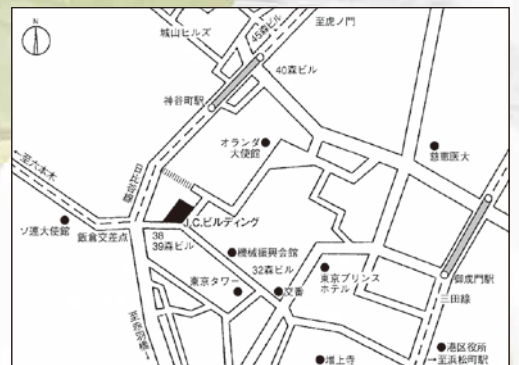 N
城山ヒルズ
45森ビル
至虎ノ門
40森ビル
神谷町駅
オランダ
大使館
慈恵医大
←至六本木
日比谷線
J.C.ビルディング
ソ連大使館
飯倉交差点
38
39森ビル
機械振興会館
32森ビル
東京プリンス
ホテル
御成門駅
東京タワー
交番
三田線
至赤羽橋→
増上寺
港区役所
→至浜松町駅